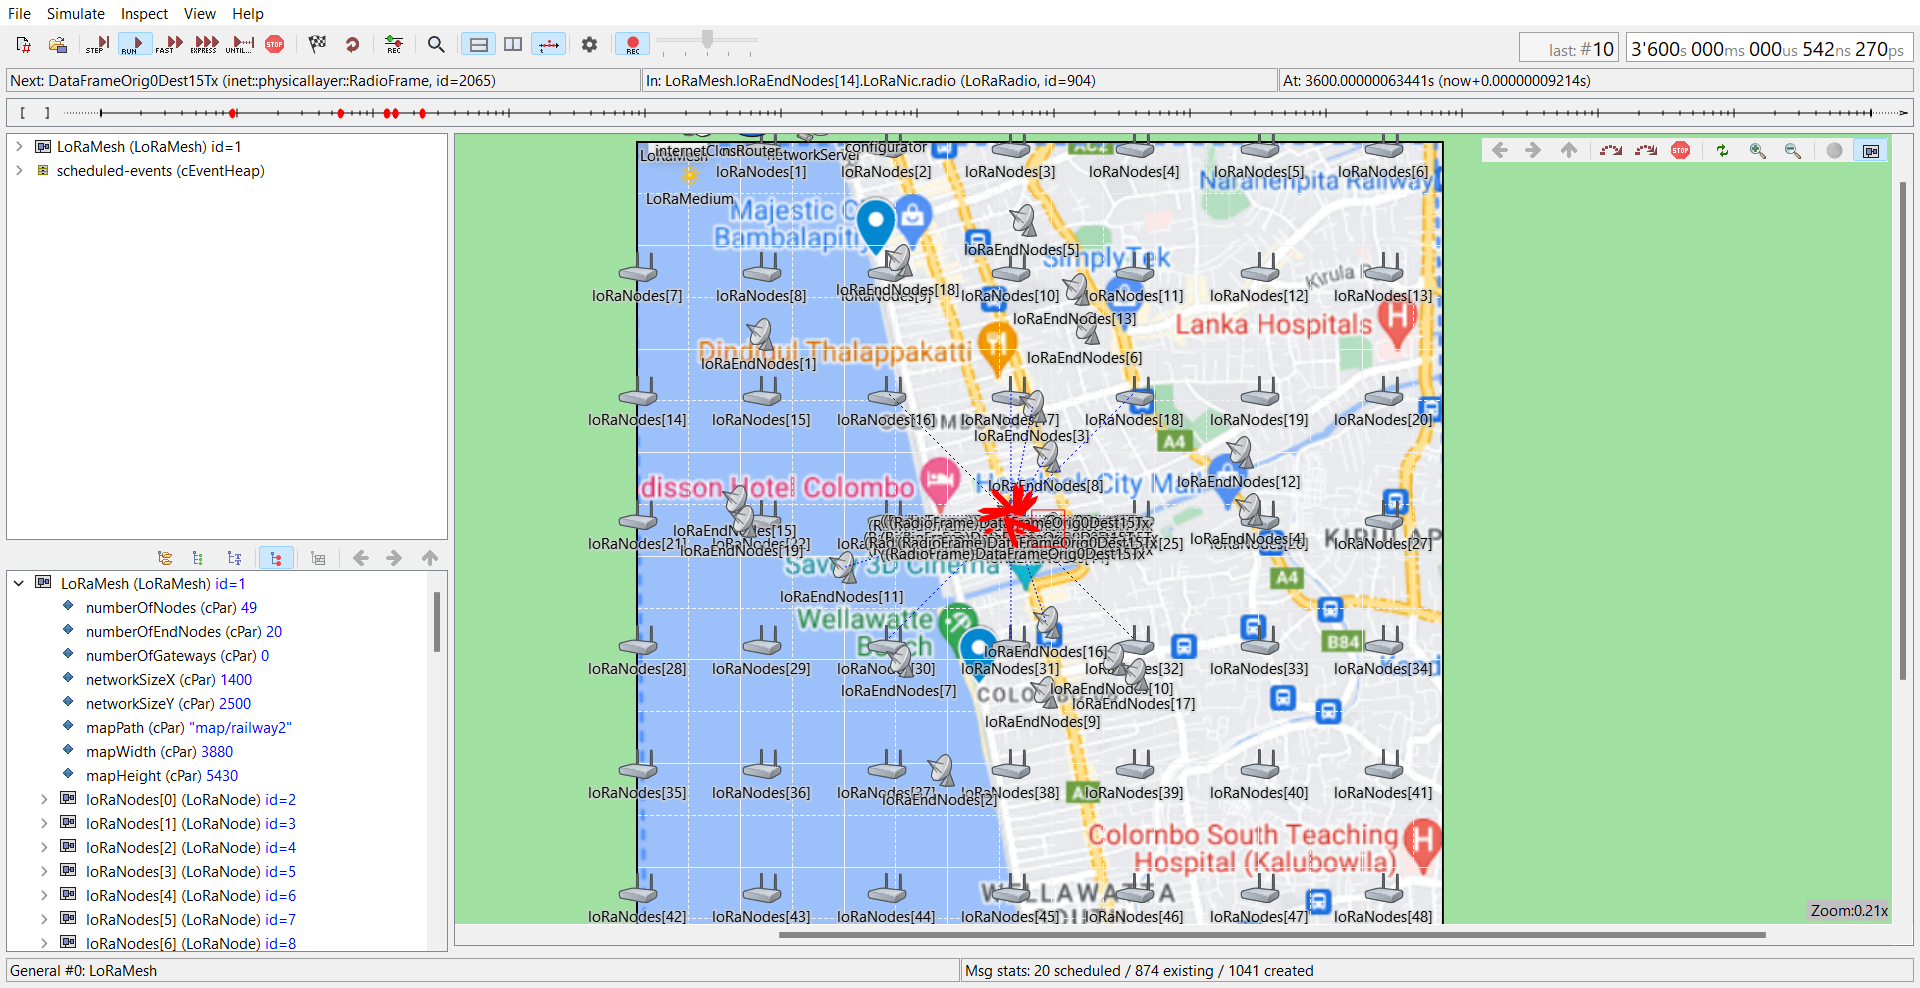 File Simulate Inspect View Help
STEP RUN FAST EXPRESS UNTIL... STOP REC REC
last: #10 3'600s 000ms 000us 542ns 270ps
Next: DataFrameOrig0Dest15Tx (inet::physicallayer::RadioFrame, id=2065) In: LoRaMesh.loRaEndNodes[14].LoRaNic.radio (LoRaRadio, id=904) At: 3600.00000063441s (now+0.00000009214s)
[ ]
LoRaMesh (LoRaMesh) id=1
scheduled-events (cEventHeap)
LoRaMesh (LoRaMesh) id=1
numberOfNodes (cPar) 49
numberOfEndNodes (cPar) 20
numberOfGateways (cPar) 0
networkSizeX (cPar) 1400
networkSizeY (cPar) 2500
mapPath (cPar) "map/railway2"
mapWidth (cPar) 3880
mapHeight (cPar) 5430
loRaNodes[0] (LoRaNode) id=2
loRaNodes[1] (LoRaNode) id=3
loRaNodes[2] (LoRaNode) id=4
loRaNodes[3] (LoRaNode) id=5
loRaNodes[4] (LoRaNode) id=6
loRaNodes[5] (LoRaNode) id=7
loRaNodes[6] (LoRaNode) id=8
configurator
networkServer
loRaNodes[1] loRaNodes[2] loRaNodes[3] loRaNodes[4] loRaNodes[5] loRaNodes[6]
Narahenpita Railway
LoRaMedium
Majestic
Bambalapiti
loRaEndNodes[5]
SimplyTek
Kirula
loRaEndNodes[18]
loRaNodes[7] loRaNodes[8] loRaNodes[9] loRaNodes[10] loRaNodes[11] loRaNodes[12] loRaNodes[13]
loRaEndNodes[13]
Lanka Hospitals
Dindigul Thalappakatti
loRaEndNodes[6]
loRaEndNodes[1]
loRaNodes[14] loRaNodes[15] loRaNodes[16] loRaNodes[17] loRaNodes[18] loRaNodes[19] loRaNodes[20]
loRaEndNodes[3]
A4
loRaEndNodes[12]
disson Hotel Colombo
City Mall
loRaEndNodes[8]
(RadioFrame)DataFrameOrig0Dest15Tx
loRaEndNodes[15]
loRaEndNodes[4]
loRaNodes[21] loRaNodes[22] loRaNodes[27]
loRaEndNodes[19]
(RadioFrame)DataFrameOrig0Dest15Tx
Savoy 3D Cinema
A4
loRaEndNodes[11]
Wellawatte
Beach
B84
loRaEndNodes[16]
loRaNodes[28] loRaNodes[29] loRaNodes[30] loRaNodes[31] loRaNodes[32] loRaNodes[33] loRaNodes[34]
loRaEndNodes[7]
loRaEndNodes[10]
loRaEndNodes[17]
loRaEndNodes[9]
loRaNodes[35] loRaNodes[36] loRaNodes[37] loRaNodes[38] loRaNodes[39] loRaNodes[40] loRaNodes[41]
loRaEndNodes[2]
Colombo South Teaching
Hospital (Kalubowila)
WELLAWATTA
loRaNodes[42] loRaNodes[43] loRaNodes[44] loRaNodes[45] loRaNodes[46] loRaNodes[47] loRaNodes[48]
Zoom:0.21x
General #0: LoRaMesh Msg stats: 20 scheduled / 874 existing / 1041 created